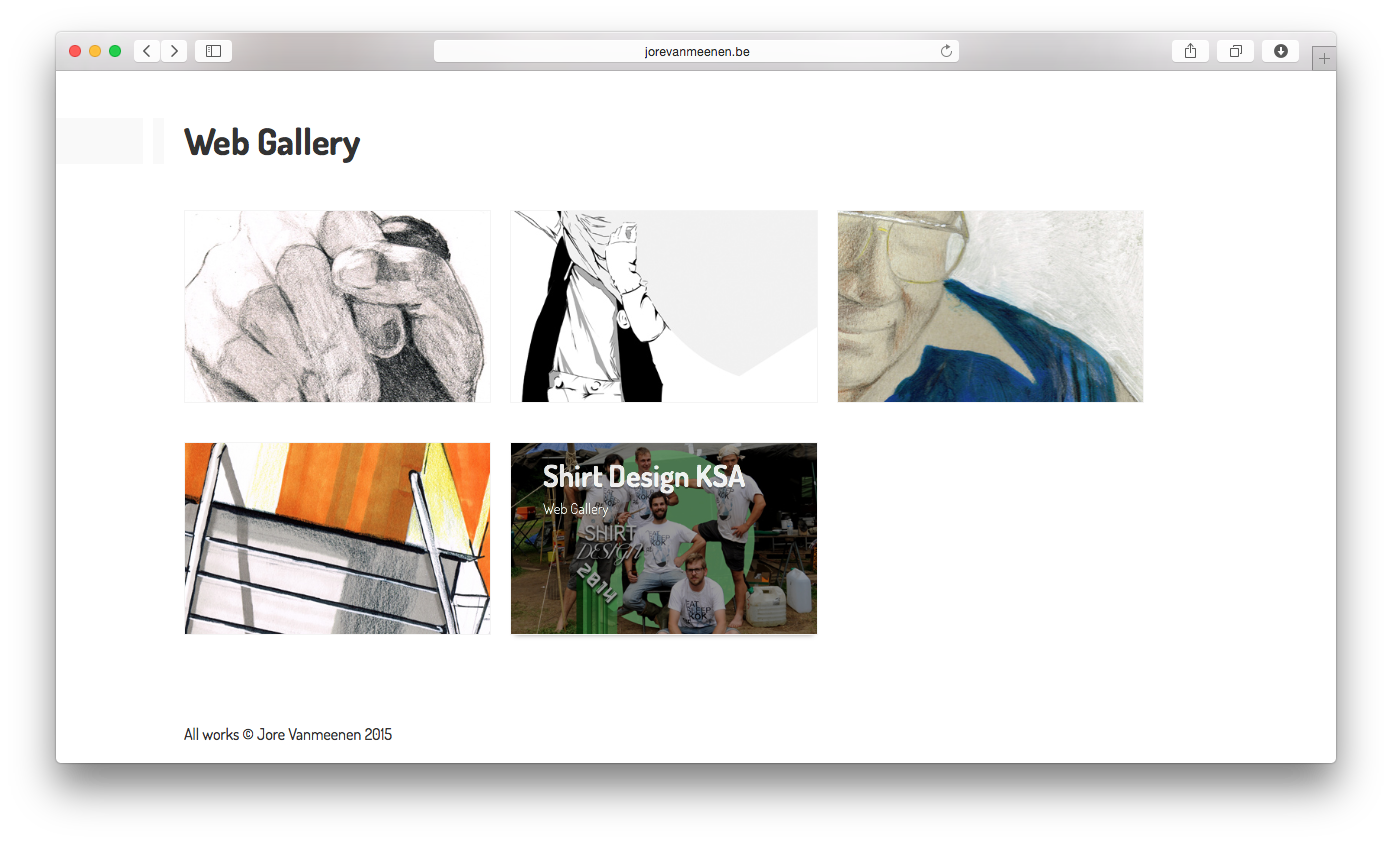 jorevanmeenen.be
Web Gallery
Shirt Design KSA
Web Gallery
SHIRT
DESIGN
2014
EAT
SLEEP
KOK
All works © Jore Vanmeenen 2015